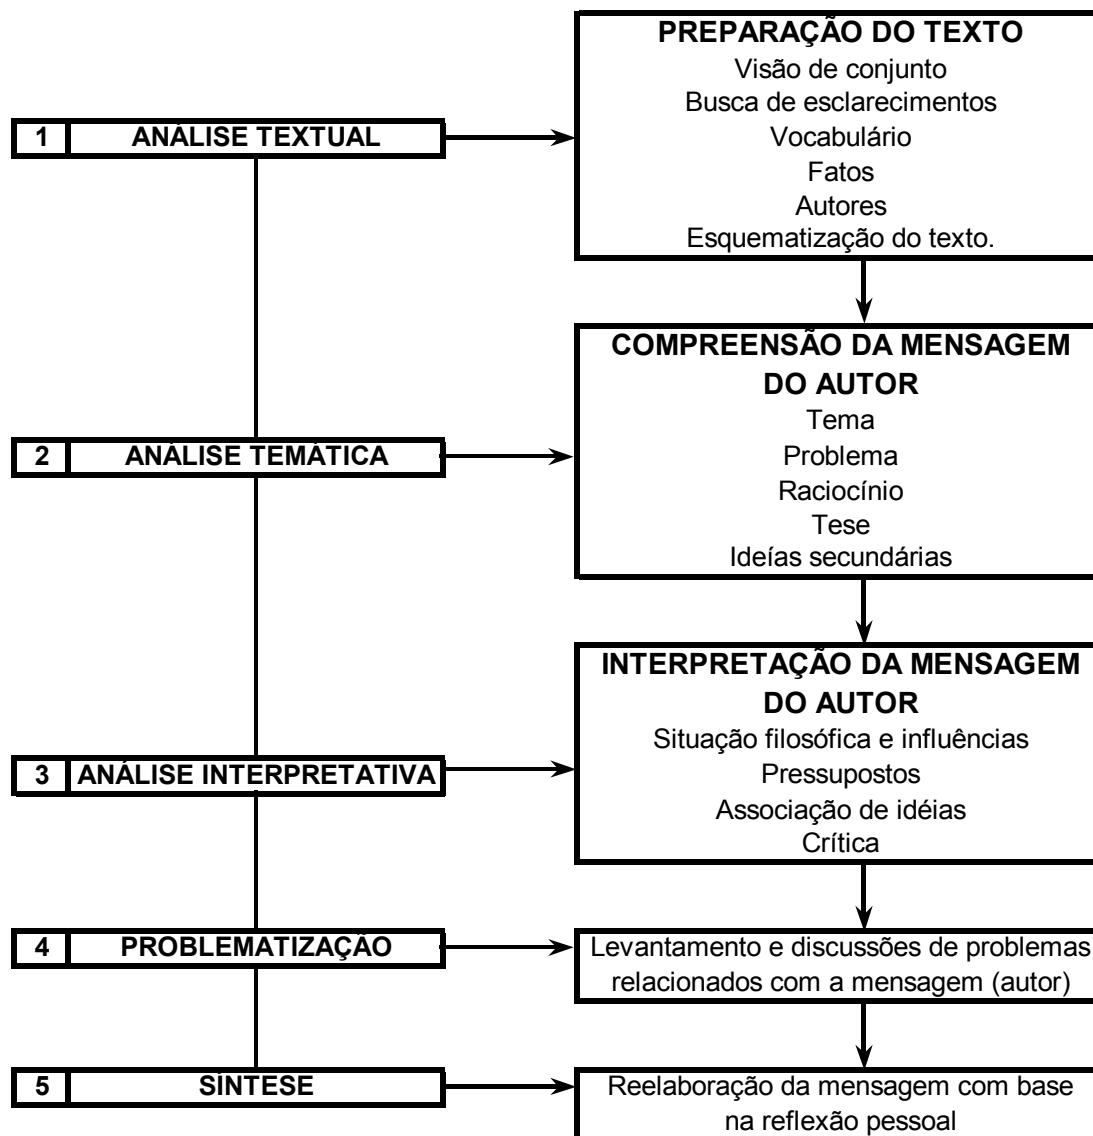 PREPARAÇÃO DO TEXTO
Visão de conjunto
Busca de esclarecimentos
1 ANÁLISE TEXTUAL
Vocabulário
Fatos
Autores
Esquematização do texto.
COMPREENSÃO DA MENSAGEM
DO AUTOR
Tema
2 ANÁLISE TEMÁTICA
Problema
Raciocínio
Tese
Ideías secundárias
INTERPRETAÇÃO DA MENSAGEM
DO AUTOR
Situação filosófica e influências
3 ANÁLISE INTERPRETATIVA
Pressupostos
Associação de idéias
Crítica
4 PROBLEMATIZAÇÃO
Levantamento e discussões de problemas
relacionados com a mensagem (autor)
5 SÍNTESE
Reelaboração da mensagem com base
na reflexão pessoal